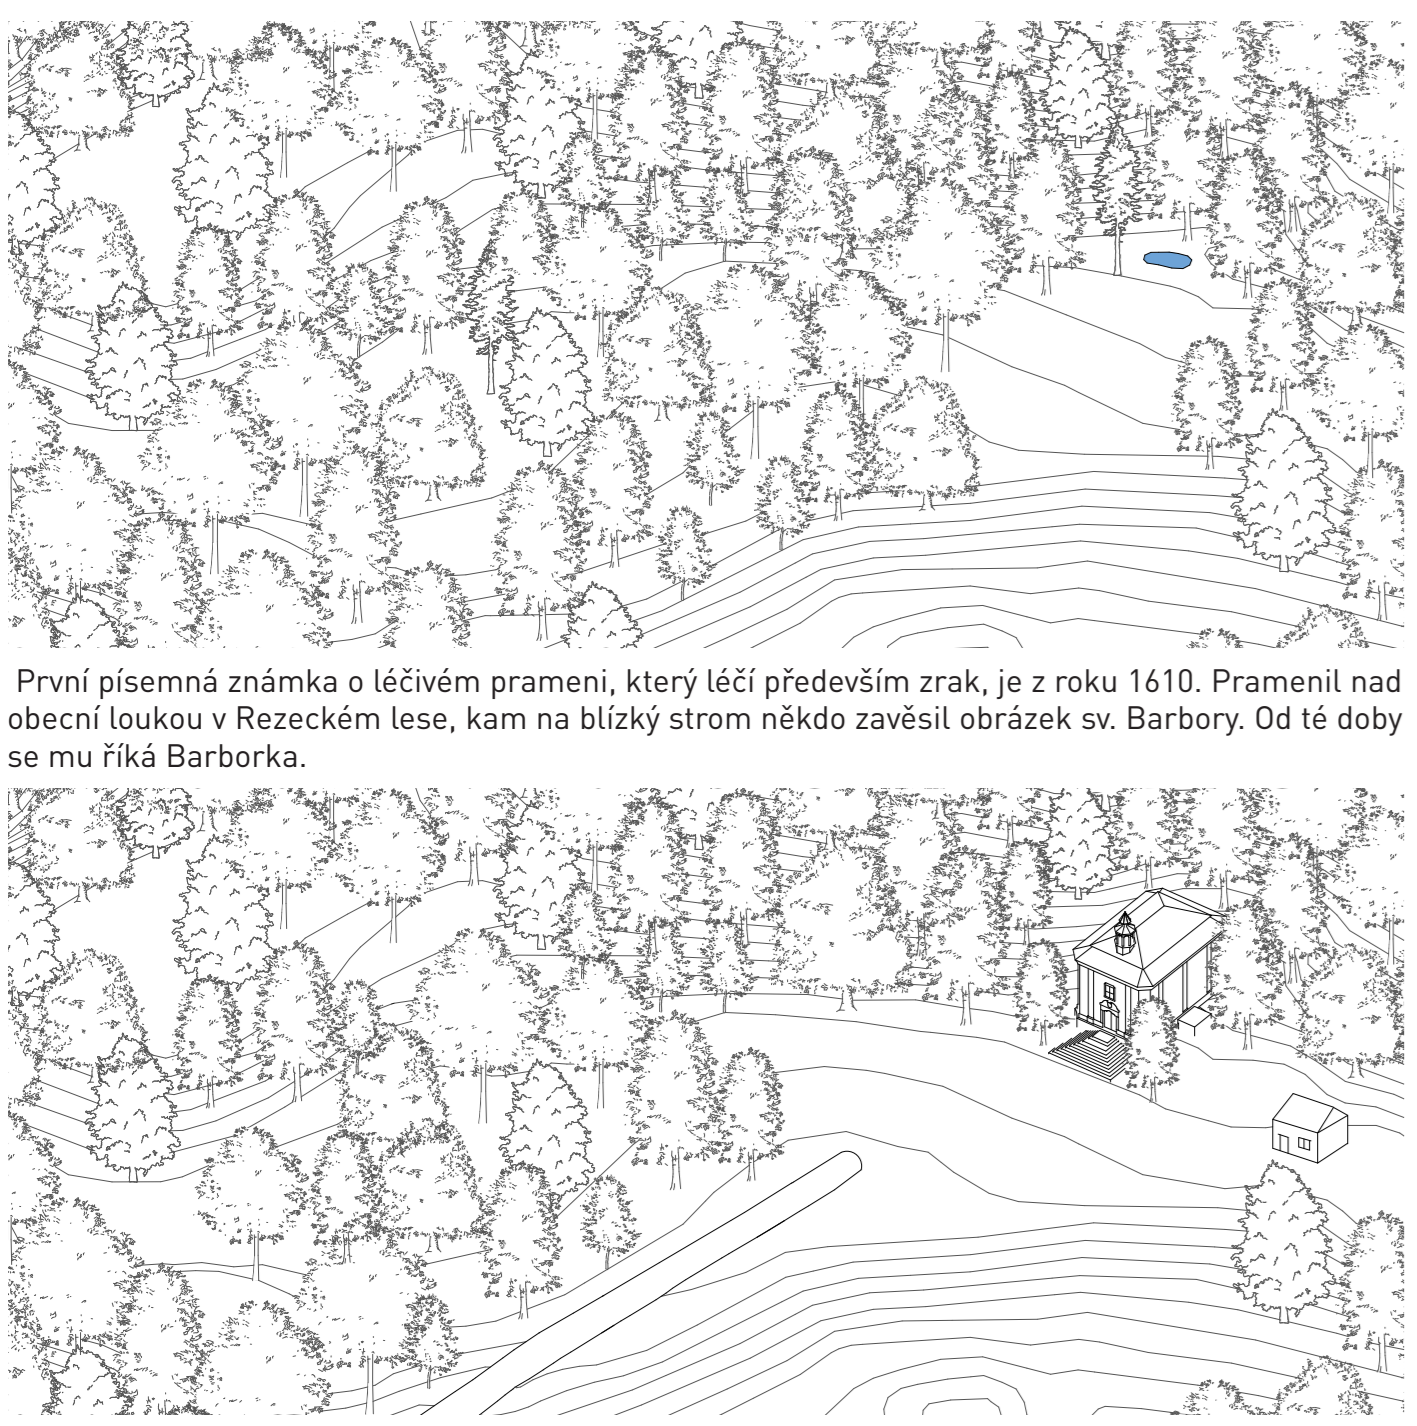 První písemná známka o léčivém prameni, který léčí především zrak, je z roku 1610. Pramenil nad
obecní loukou v Rezeckém lese, kam na blízký strom někdo zavěsil obrázek sv. Barbory. Od té doby
se mu říká Barborka.